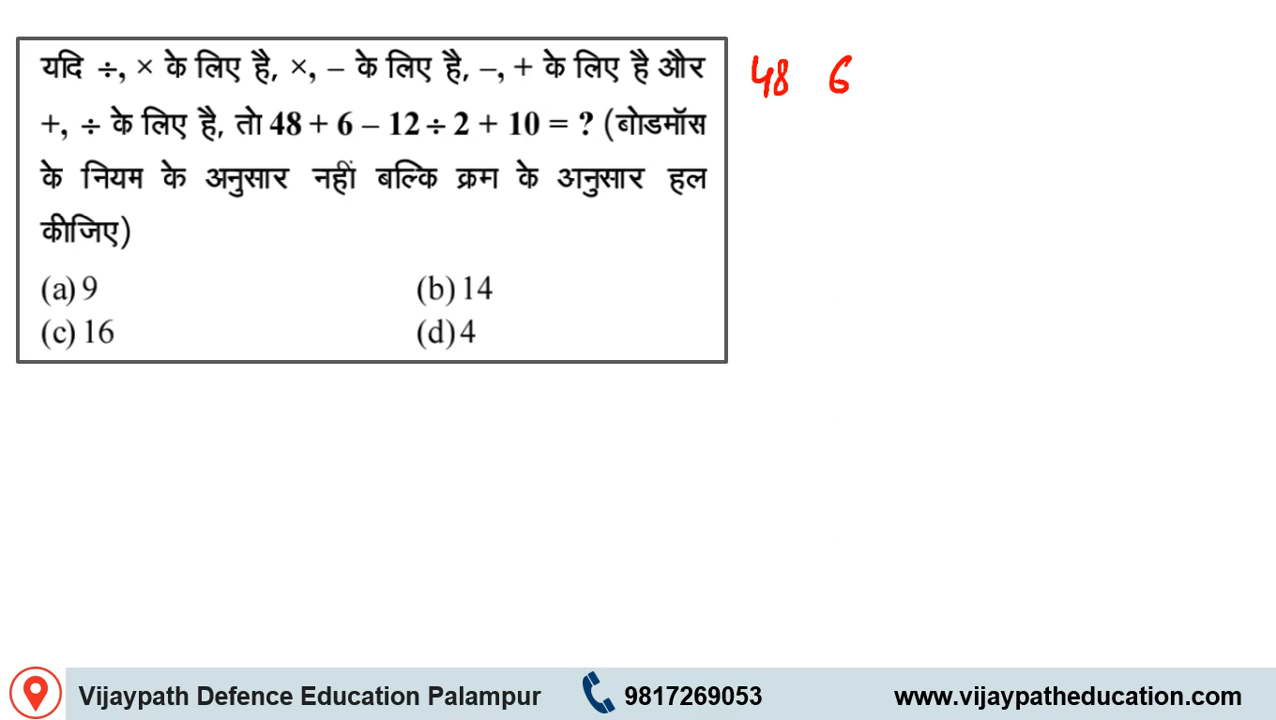 यदि ÷, × के लिए है, ×, – के लिए है, –, + के लिए है और
+, ÷ के लिए है, तो 48 + 6 – 12 ÷ 2 + 10 = ? (बोडमॉस
के नियम के अनुसार नहीं बल्कि क्रम के अनुसार हल
कीजिए)
(a) 9 (b) 14
(c) 16 (d) 4
48 6
Vijaypath Defence Education Palampur 9817269053 www.vijaypatheducation.com